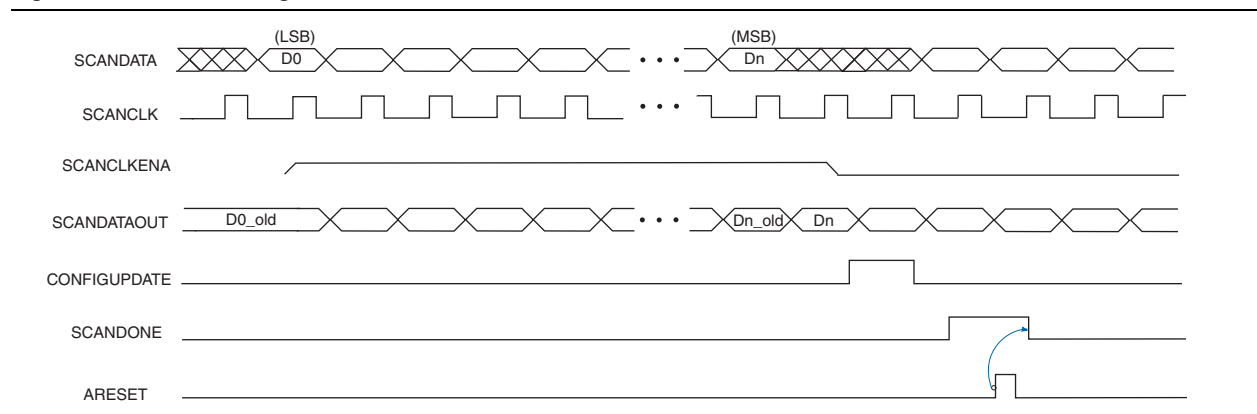 (LSB) (MSB)
SCANDATA D0 Dn
SCANCLK
SCANCLKENA
SCANDATAOUT D0_old Dn_old Dn
CONFIGUPDATE
SCANDONE
ARESET